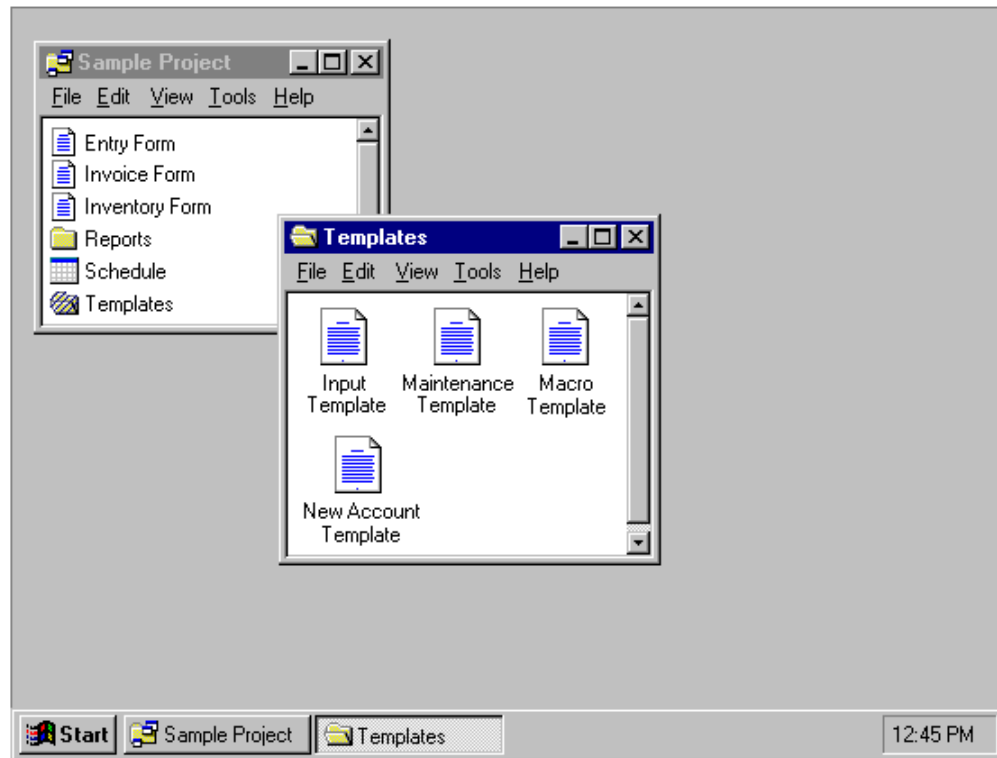 Sample Project
File Edit View Tools Help
Entry Form
Invoice Form
Inventory Form
Reports
Schedule
Templates
Templates
File Edit View Tools Help
Input Maintenance Macro
Template Template Template
New Account
Template
Start Sample Project Templates 12:45 PM